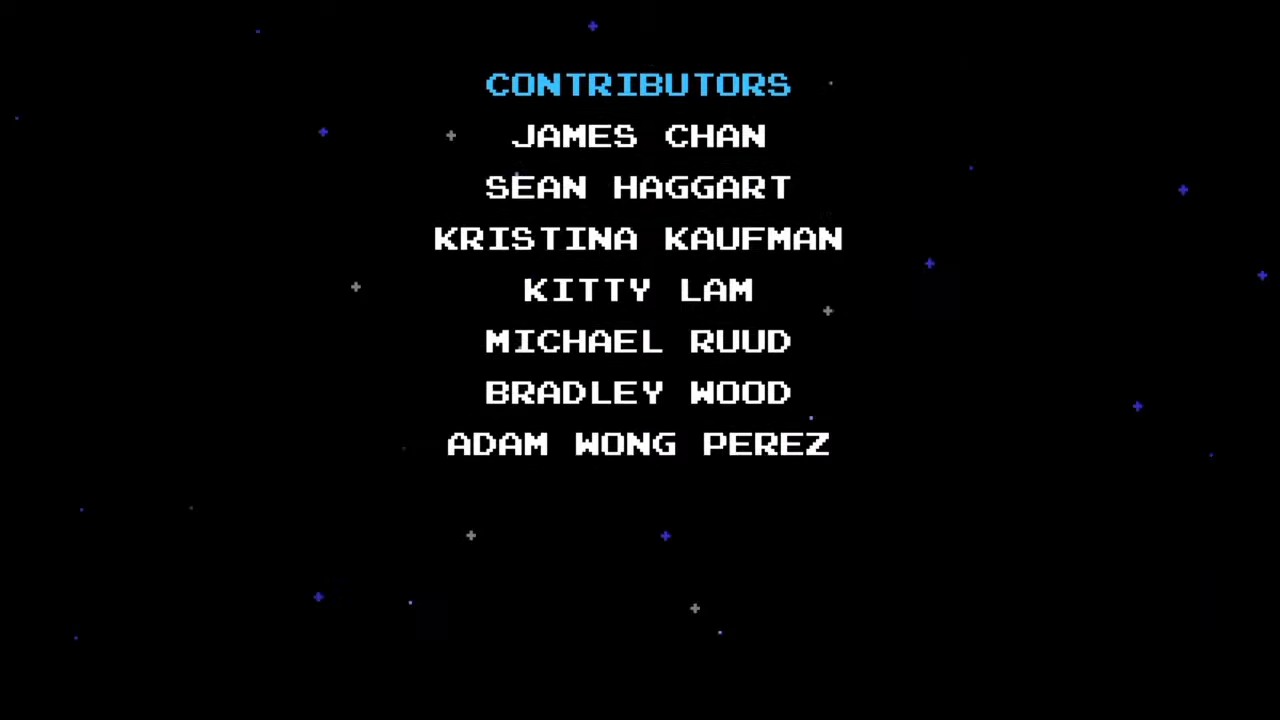 CONTRIBUTORS
JAMES CHAN
SEAN HAGGART
KRISTINA KAUFMAN
KITTY LAM
MICHAEL RUUD
BRADLEY WOOD
ADAM WONG PEREZ